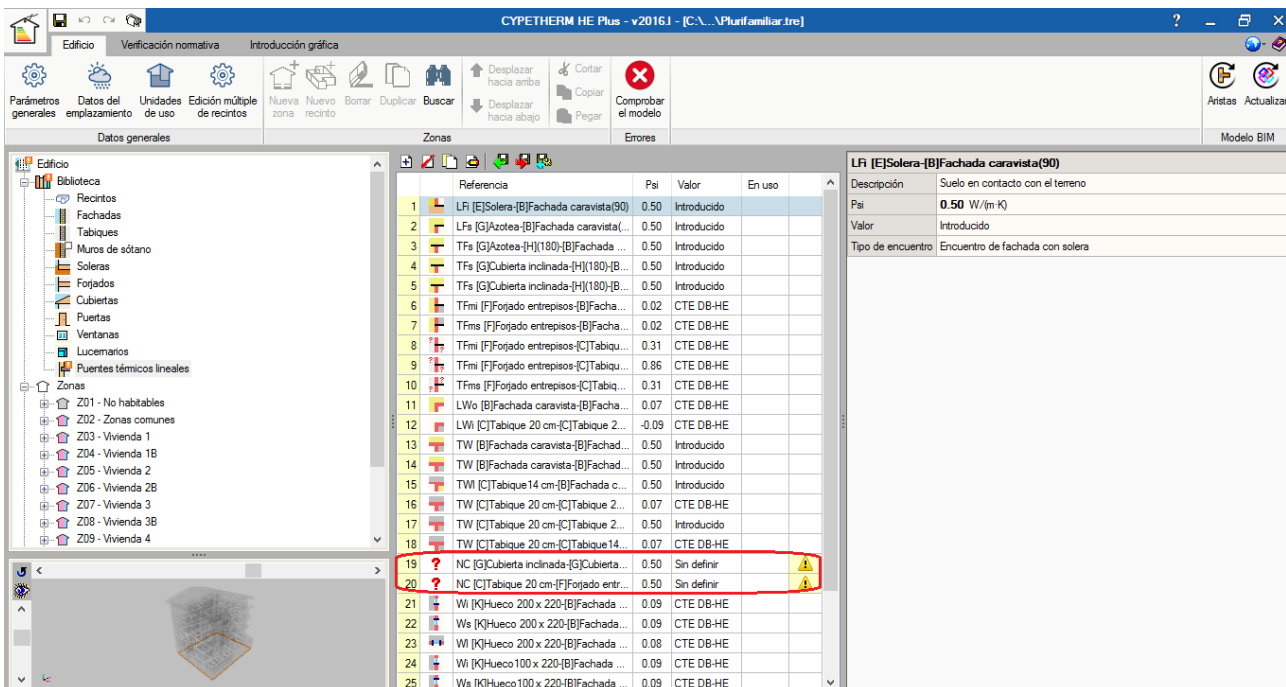 CYPETHERM HE Plus - v2016.I - [C:\...\Plurifamiliar.tre]
?
Edificio Verificación normativa Introducción gráfica
Parámetros generales
Datos del emplazamiento
Unidades de uso
Edición múltiple de recintos
Datos generales
Nueva zona
Nuevo recinto
Borrar
Duplicar
Buscar
Desplazar hacia arriba
Desplazar hacia abajo
Cortar
Copiar
Pegar
Zonas
Comprobar el modelo
Errores
Aristas
Actualizar
Modelo BIM
Edificio
Biblioteca
Recintos
Fachadas
Tabiques
Muros de sótano
Soleras
Forjados
Cubiertas
Puertas
Ventanas
Lucernarios
Puentes térmicos lineales
Zonas
Z01 - No habitables
Z02 - Zonas comunes
Z03 - Vivienda 1
Z04 - Vivienda 1B
Z05 - Vivienda 2
Z06 - Vivienda 2B
Z07 - Vivienda 3
Z08 - Vivienda 3B
Z09 - Vivienda 4
Referencia Psi Valor En uso
1 LFi [E]Solera-[B]Fachada caravista(90) 0.50 Introducido
2 LFs [G]Azotea-[B]Fachada caravista(... 0.50 Introducido
3 TFs [G]Azotea-[H](180)-[B]Fachada ... 0.50 Introducido
4 TFs [G]Cubierta inclinada-[H](180)-[B... 0.50 Introducido
5 TFs [G]Cubierta inclinada-[H](180)-[B... 0.50 Introducido
6 TFmi [F]Forjado entrepisos-[B]Facha... 0.02 CTE DB-HE
7 TFms [F]Forjado entrepisos-[B]Facha... 0.02 CTE DB-HE
8 TFmi [F]Forjado entrepisos-[C]Tabiqu... 0.31 CTE DB-HE
9 TFmi [F]Forjado entrepisos-[C]Tabiqu... 0.86 CTE DB-HE
10 TFms [F]Forjado entrepisos-[C]Tabiq... 0.31 CTE DB-HE
11 LWo [B]Fachada caravista-[B]Facha... 0.07 CTE DB-HE
12 LWi [C]Tabique 20 cm-[C]Tabique 2... -0.09 CTE DB-HE
13 TW [B]Fachada caravista-[B]Fachad... 0.50 Introducido
14 TW [B]Fachada caravista-[B]Fachad... 0.50 Introducido
15 TWl [C]Tabique14 cm-[B]Fachada c... 0.50 Introducido
16 TW [C]Tabique 20 cm-[C]Tabique 2... 0.07 CTE DB-HE
17 TW [C]Tabique 20 cm-[C]Tabique 2... 0.50 Introducido
18 TW [C]Tabique 20 cm-[C]Tabique14... 0.07 CTE DB-HE
19 ? NC [G]Cubierta inclinada-[G]Cubierta... 0.50 Sin definir
20 ? NC [C]Tabique 20 cm-[F]Forjado entr... 0.50 Sin definir
21 Wi [K]Hueco 200 x 220-[B]Fachada ... 0.09 CTE DB-HE
22 Ws [K]Hueco 200 x 220-[B]Fachada... 0.09 CTE DB-HE
23 Wl [K]Hueco 200 x 220-[B]Fachada ... 0.08 CTE DB-HE
24 Wi [K]Hueco100 x 220-[B]Fachada ... 0.09 CTE DB-HE
25 Ws [K]Hueco100 x 220-[B]Fachada ... 0.09 CTE DB-HE
LFi [E]Solera-[B]Fachada caravista(90)
Descripción Suelo en contacto con el terreno
Psi 0.50 W/(m·K)
Valor Introducido
Tipo de encuentro Encuentro de fachada con solera